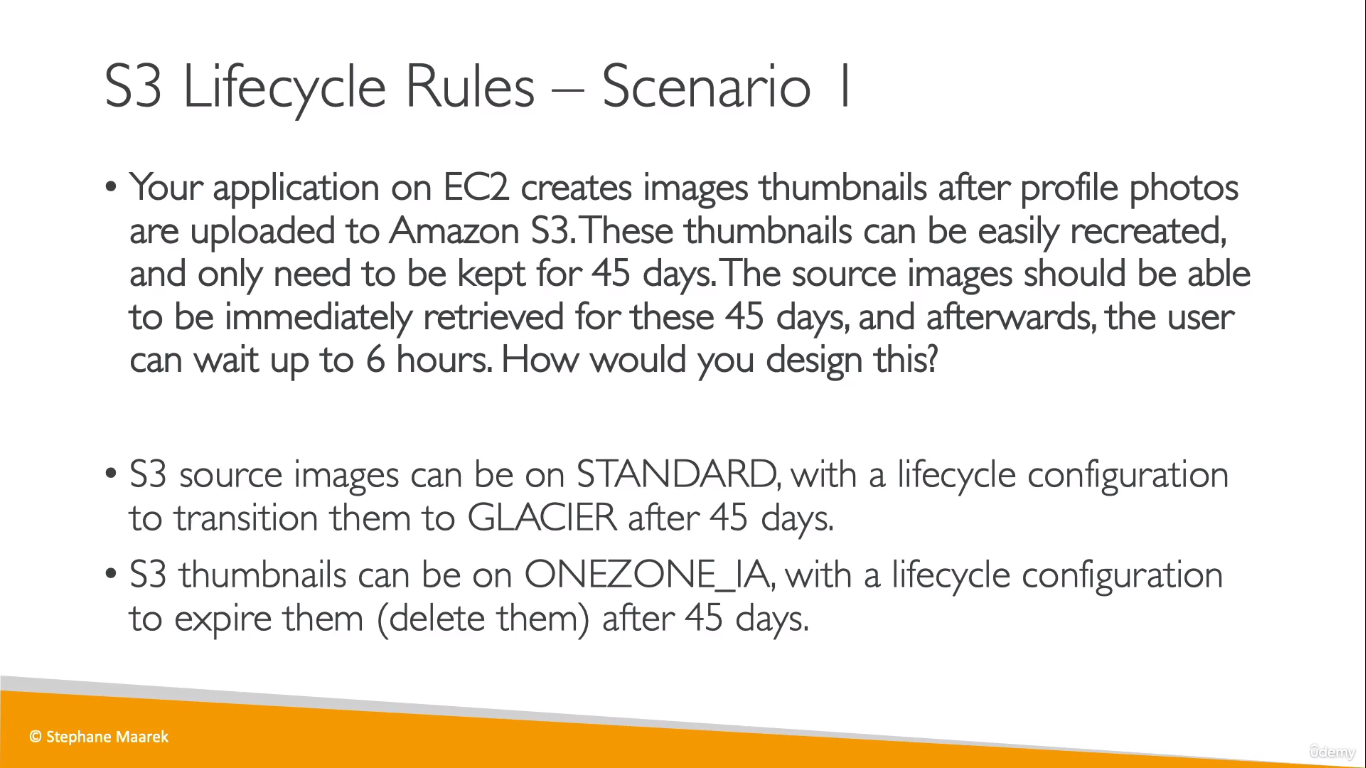 S3 Lifecycle Rules – Scenario 1
• Your application on EC2 creates images thumbnails after profile photos
are uploaded to Amazon S3. These thumbnails can be easily recreated,
and only need to be kept for 45 days. The source images should be able
to be immediately retrieved for these 45 days, and afterwards, the user
can wait up to 6 hours. How would you design this?
• S3 source images can be on STANDARD, with a lifecycle configuration
to transition them to GLACIER after 45 days.
• S3 thumbnails can be on ONEZONE_IA, with a lifecycle configuration
to expire them (delete them) after 45 days.
© Stephane Maarek
ûdemy